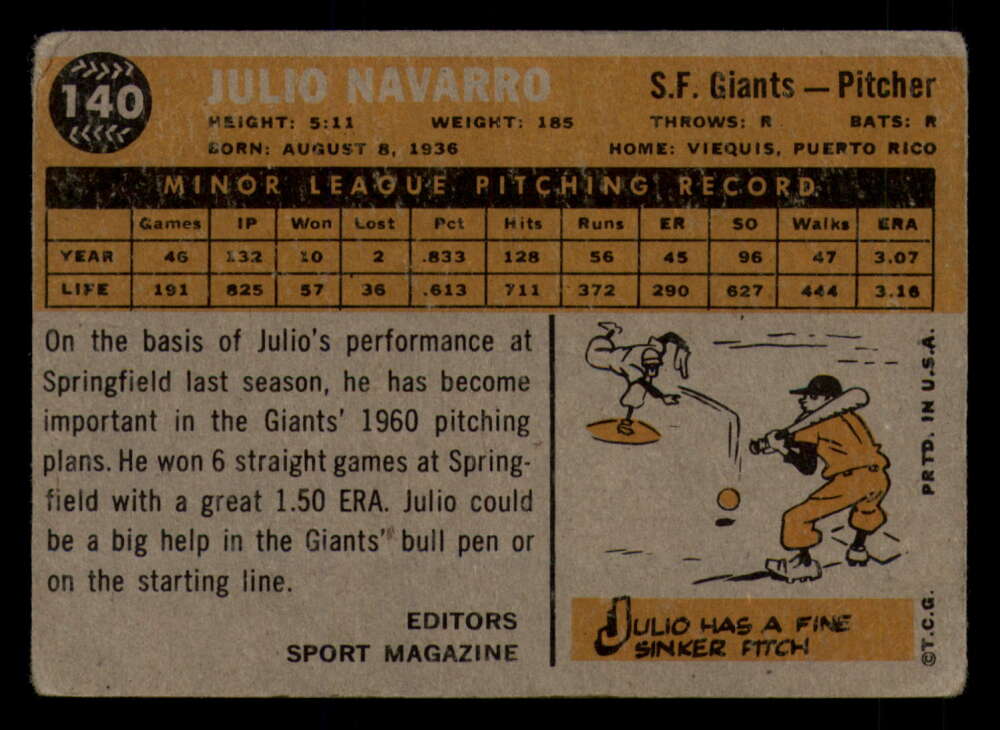 140
JULIO NAVARRO
S.F. Giants — Pitcher
HEIGHT: 5:11 WEIGHT: 185 THROWS: R BATS: R
BORN: AUGUST 8, 1936 HOME: VIEQUIS, PUERTO RICO
MINOR LEAGUE PITCHING RECORD
Games IP Won Lost Pct Hits Runs ER SO Walks ERA
YEAR 46 132 10 2 .833 128 56 45 96 47 3.07
LIFE 191 825 57 36 .613 711 372 290 627 444 3.16
On the basis of Julio's performance at
Springfield last season, he has become
important in the Giants' 1960 pitching
plans. He won 6 straight games at Spring-
field with a great 1.50 ERA. Julio could
be a big help in the Giants' bull pen or
on the starting line.
EDITORS
SPORT MAGAZINE
JULIO HAS A FINE
SINKER PITCH
©T.C.G. PRTD. IN U.S.A.